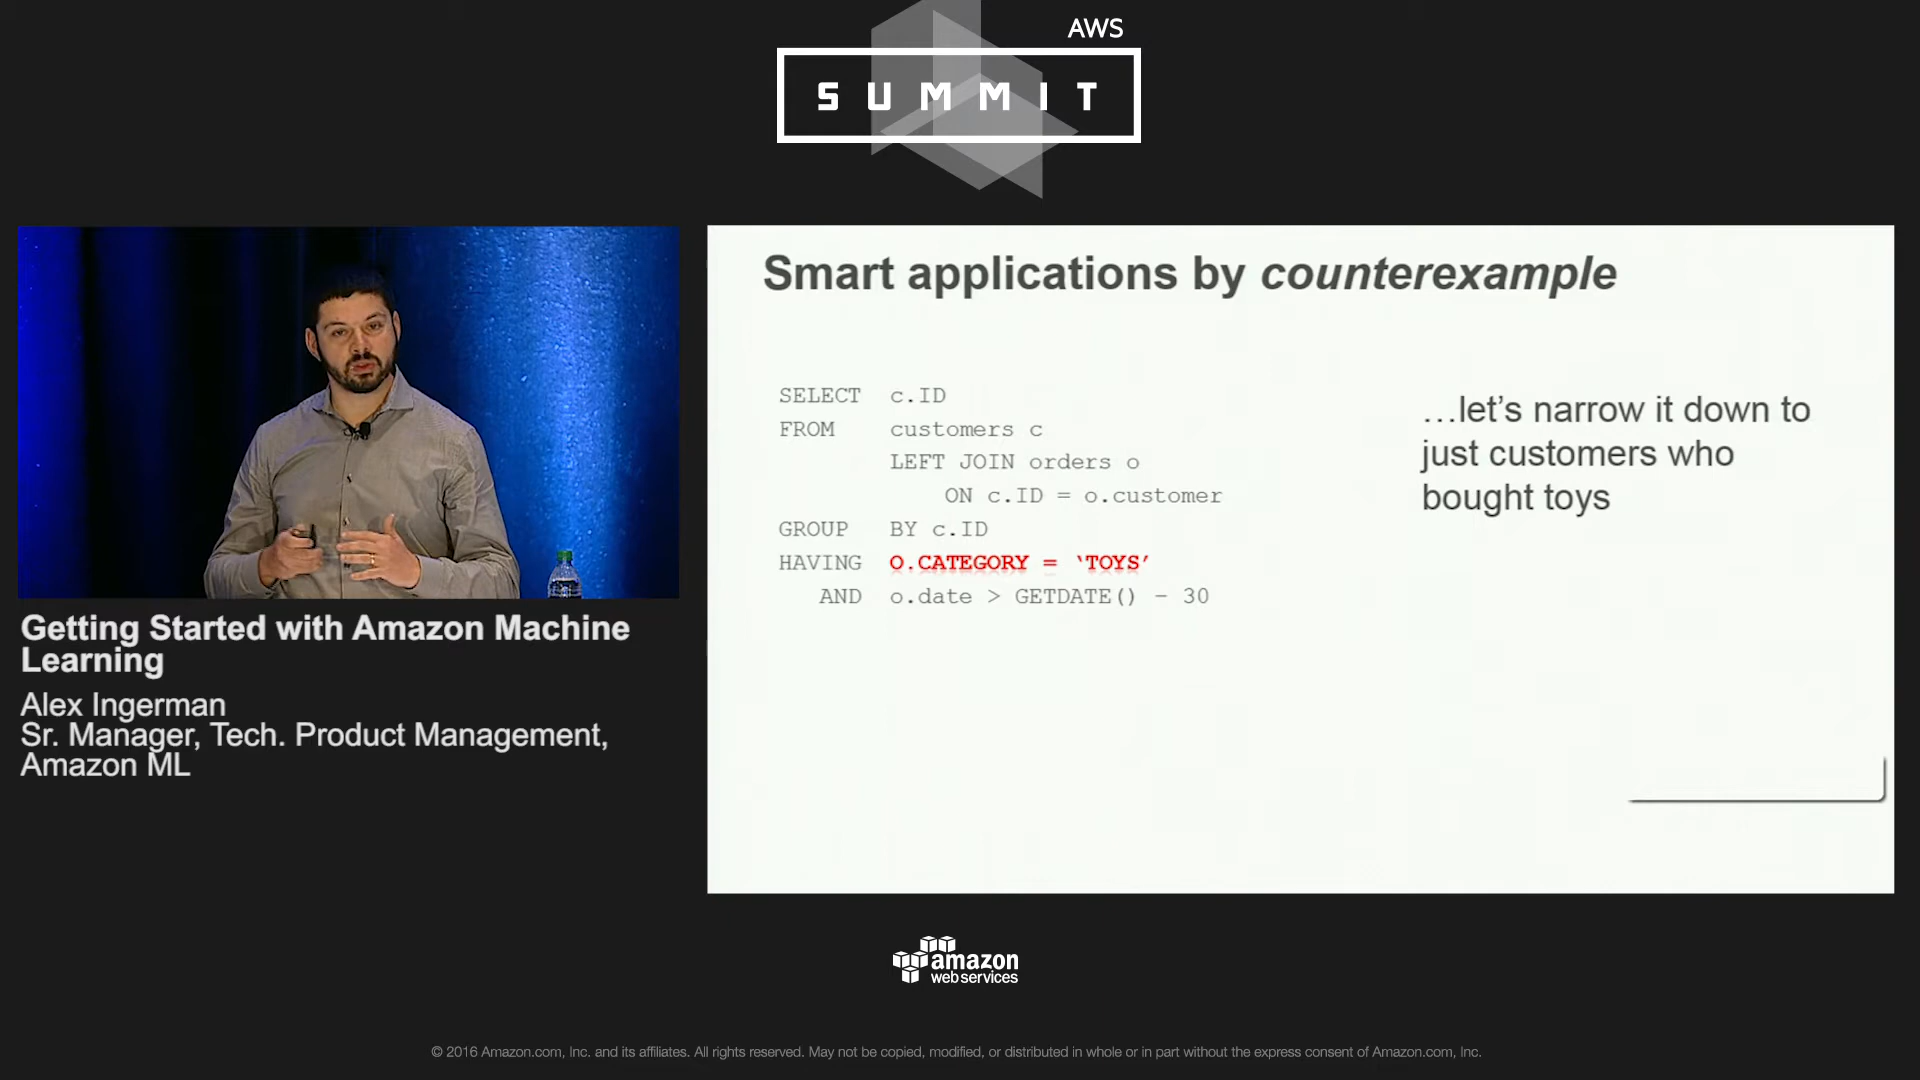 AWS
SUMMIT
Smart applications by counterexample
SELECT c.ID
FROM customers c
LEFT JOIN orders o
ON c.ID = o.customer
GROUP BY c.ID
HAVING O.CATEGORY = ‘TOYS’
AND o.date > GETDATE() - 30
…let’s narrow it down to
just customers who
bought toys
Getting Started with Amazon Machine
Learning
Alex Ingerman
Sr. Manager, Tech. Product Management,
Amazon ML
amazon
web services
© 2016 Amazon.com, Inc. and its affiliates. All rights reserved. May not be copied, modified, or distributed in whole or in part without the express consent of Amazon.com, Inc.